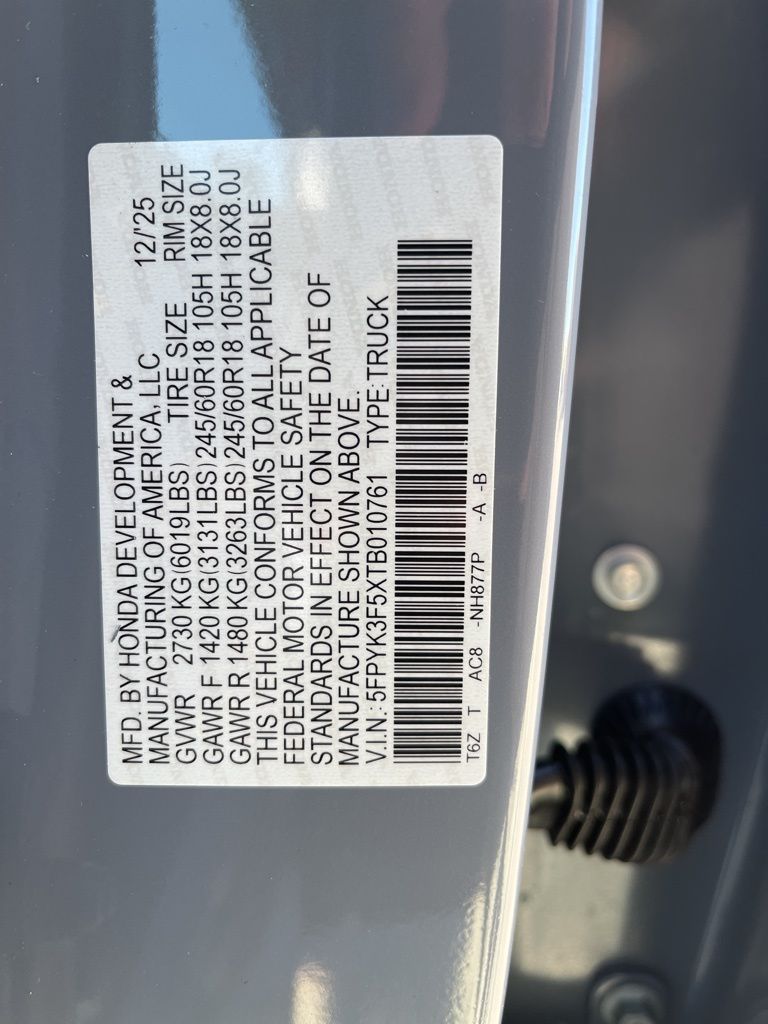 MFD. BY HONDA DEVELOPMENT &
MANUFACTURING OF AMERICA, LLC 12/'25
GVWR 2730 KG(6019LBS) TIRE SIZE RIM SIZE
GAWR F 1420 KG(3131LBS)245/60R18 105H 18X8.0J
GAWR R 1480 KG(3263LBS)245/60R18 105H 18X8.0J
THIS VEHICLE CONFORMS TO ALL APPLICABLE
FEDERAL MOTOR VEHICLE SAFETY
STANDARDS IN EFFECT ON THE DATE OF
MANUFACTURE SHOWN ABOVE.
V.I.N.: 5FPYK3F5XTB010761 TYPE:TRUCK
T6Z T AC8 -NH877P -A -B